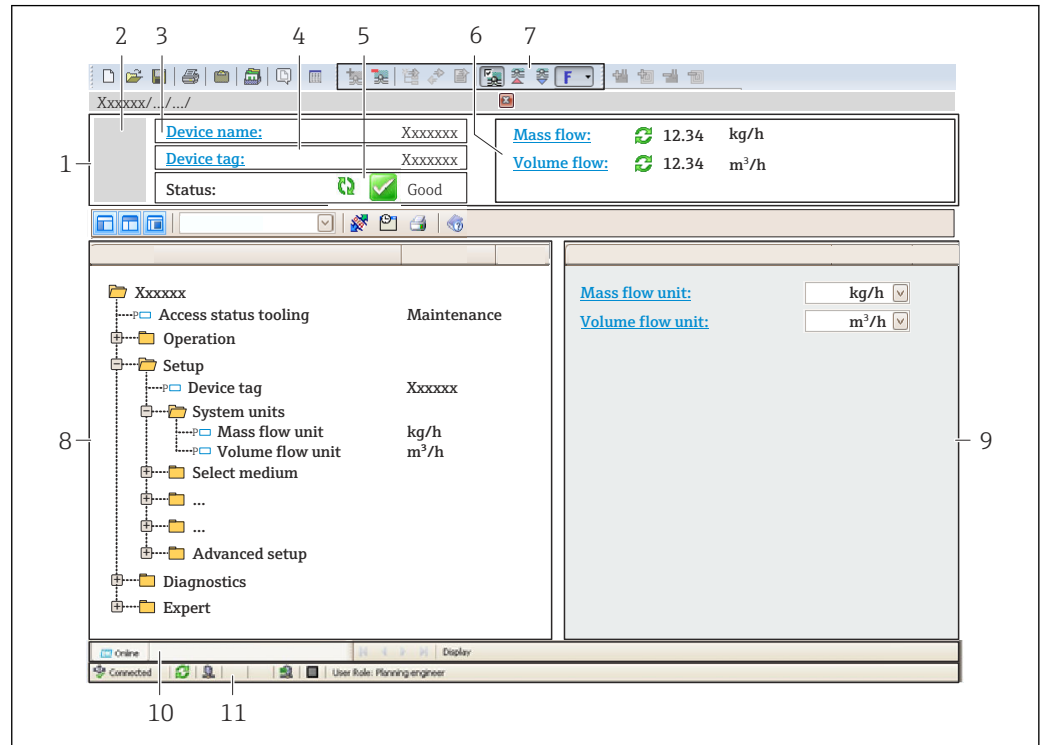 2 3 4 5 6 7
F
Xxxxxx/.../.../
1
Device name: Xxxxxxx
Device tag: Xxxxxxx
Status: Good
Mass flow: 12.34 kg/h
Volume flow: 12.34 m³/h
Xxxxxx
P Access status tooling Maintenance
Operation
Setup
P Device tag Xxxxxx
System units
P Mass flow unit kg/h
P Volume flow unit m³/h
Select medium
...
...
Advanced setup
Diagnostics
Expert
8
Mass flow unit: kg/h
Volume flow unit: m³/h
9
Online Display
Connected User Role: Planning engineer
10 11